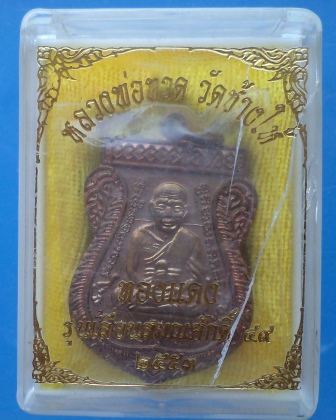 หลวงพ่อทวด วัดช้างให้
ทองแดง
รุ่นเลื่อนสมณศักดิ์ ๔๙
๒๕๕๓